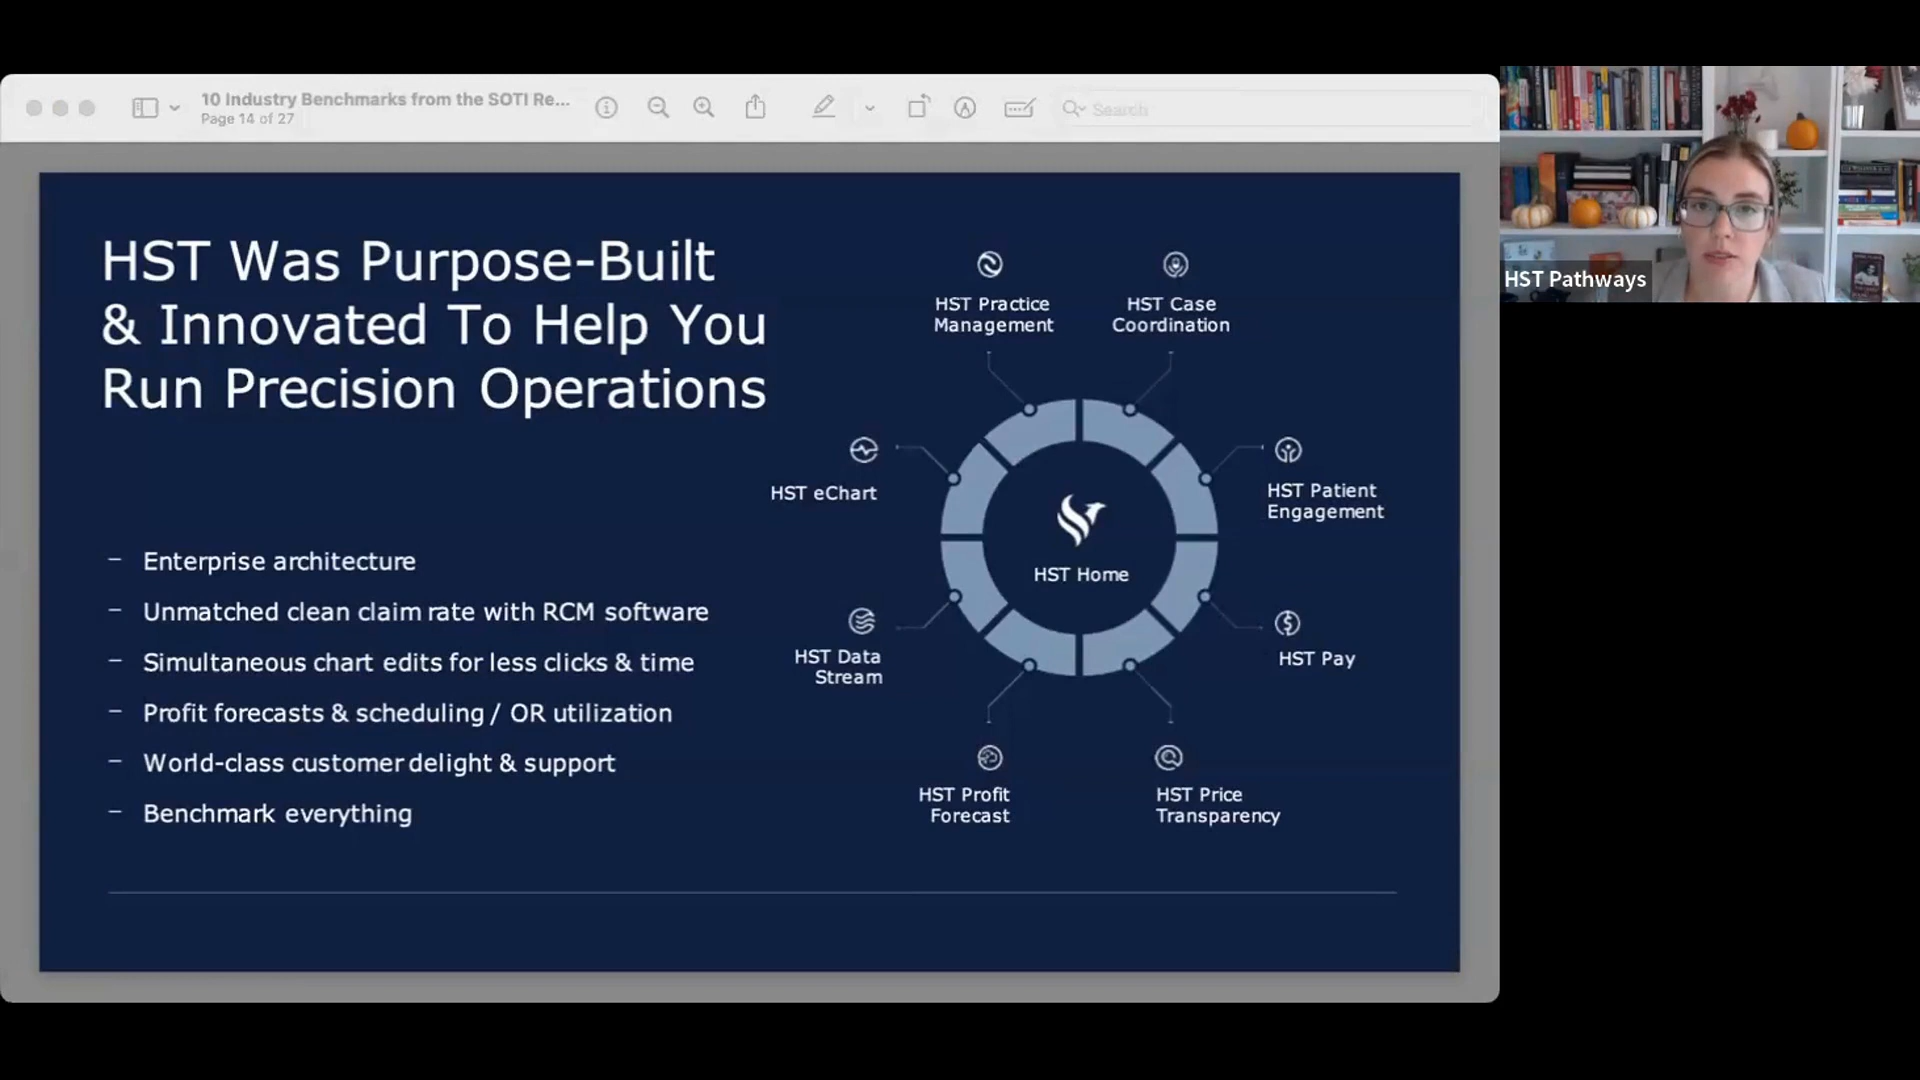 10 Industry Benchmarks from the SOTI Re...
Page 14 of 27
Search
HST Was Purpose-Built
& Innovated To Help You
Run Precision Operations
– Enterprise architecture
– Unmatched clean claim rate with RCM software
– Simultaneous chart edits for less clicks & time
– Profit forecasts & scheduling / OR utilization
– World-class customer delight & support
– Benchmark everything
HST Practice
Management
HST Case
Coordination
HST eChart
HST Patient
Engagement
HST Home
HST Data
Stream
HST Pay
HST Profit
Forecast
HST Price
Transparency
HST Pathways